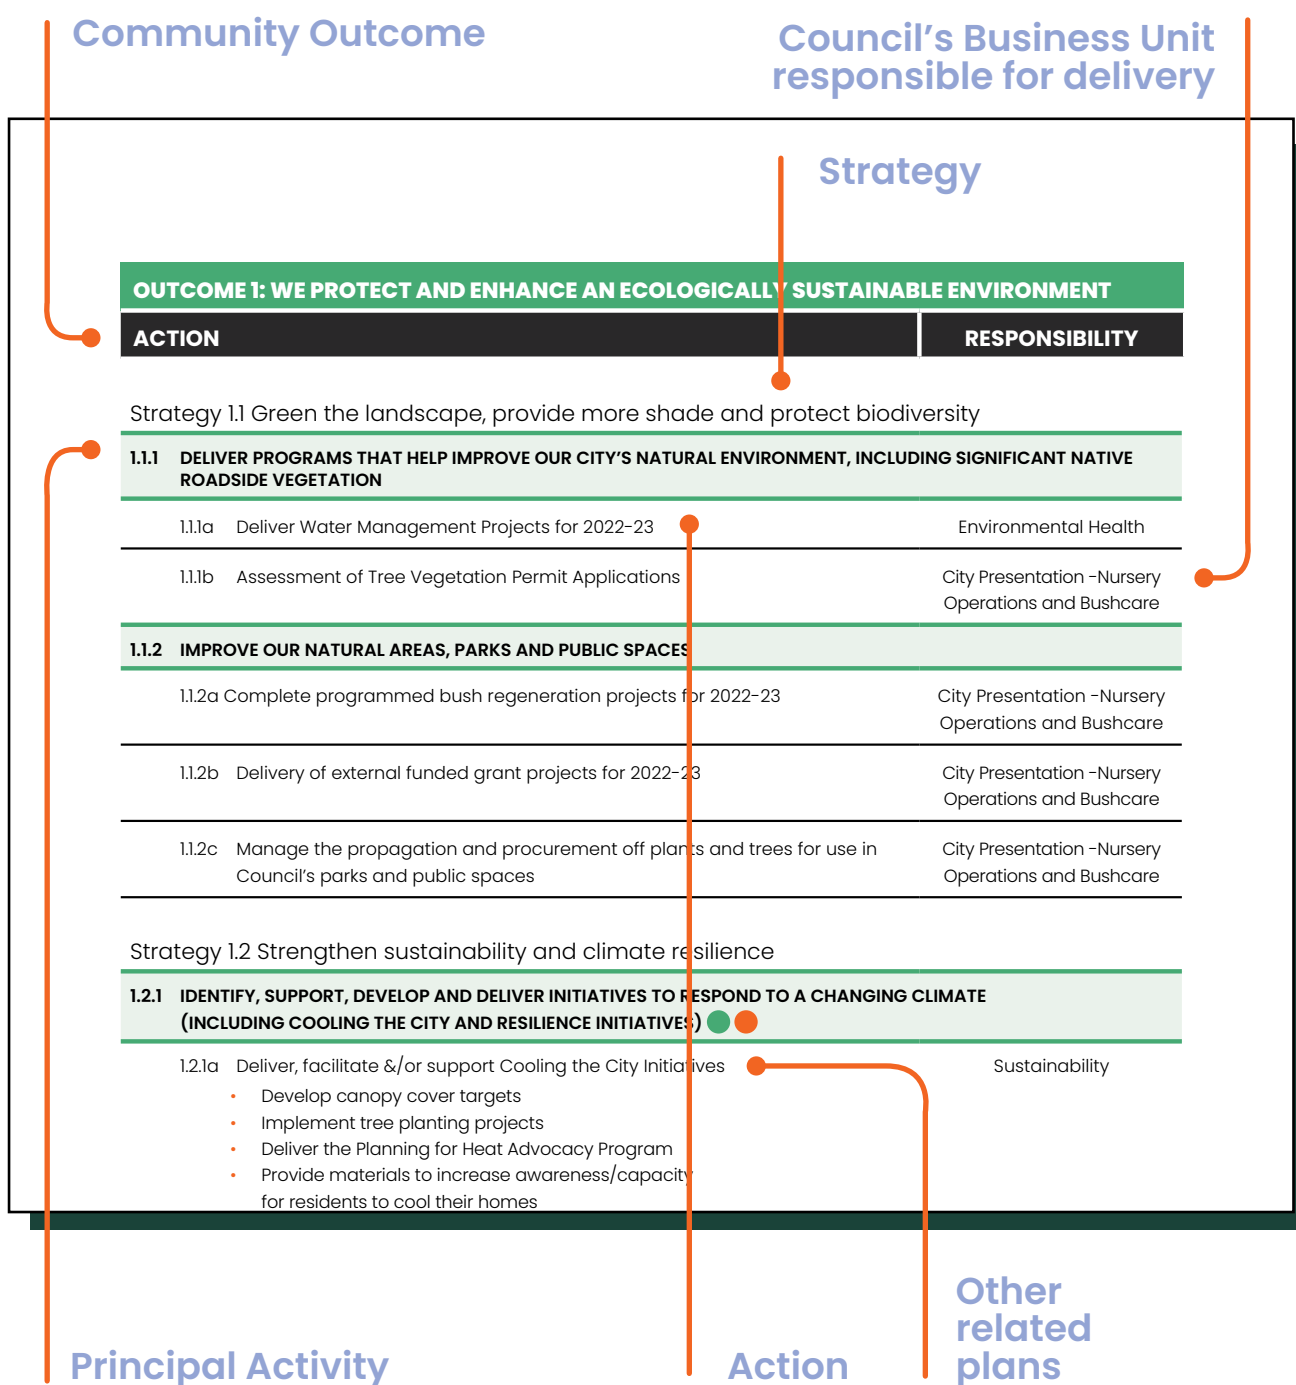 Community Outcome
Council’s Business Unit
responsible for delivery
Strategy
OUTCOME 1: WE PROTECT AND ENHANCE AN ECOLOGICALLY SUSTAINABLE ENVIRONMENT
ACTION RESPONSIBILITY
Strategy 1.1 Green the landscape, provide more shade and protect biodiversity
1.1.1 DELIVER PROGRAMS THAT HELP IMPROVE OUR CITY’S NATURAL ENVIRONMENT, INCLUDING SIGNIFICANT NATIVE
ROADSIDE VEGETATION
1.1.1a Deliver Water Management Projects for 2022-23 Environmental Health
1.1.1b Assessment of Tree Vegetation Permit Applications City Presentation -Nursery
Operations and Bushcare
1.1.2 IMPROVE OUR NATURAL AREAS, PARKS AND PUBLIC SPACES
1.1.2a Complete programmed bush regeneration projects for 2022-23 City Presentation -Nursery
Operations and Bushcare
1.1.2b Delivery of external funded grant projects for 2022-23 City Presentation -Nursery
Operations and Bushcare
1.1.2c Manage the propagation and procurement off plants and trees for use in City Presentation -Nursery
Council’s parks and public spaces Operations and Bushcare
Strategy 1.2 Strengthen sustainability and climate resilience
1.2.1 IDENTIFY, SUPPORT, DEVELOP AND DELIVER INITIATIVES TO RESPOND TO A CHANGING CLIMATE
(INCLUDING COOLING THE CITY AND RESILIENCE INITIATIVES)
1.2.1a Deliver, facilitate &/or support Cooling the City Initiatives Sustainability
• Develop canopy cover targets
• Implement tree planting projects
• Deliver the Planning for Heat Advocacy Program
• Provide materials to increase awareness/capacity
for residents to cool their homes
Other
related
plans
Principal Activity
Action